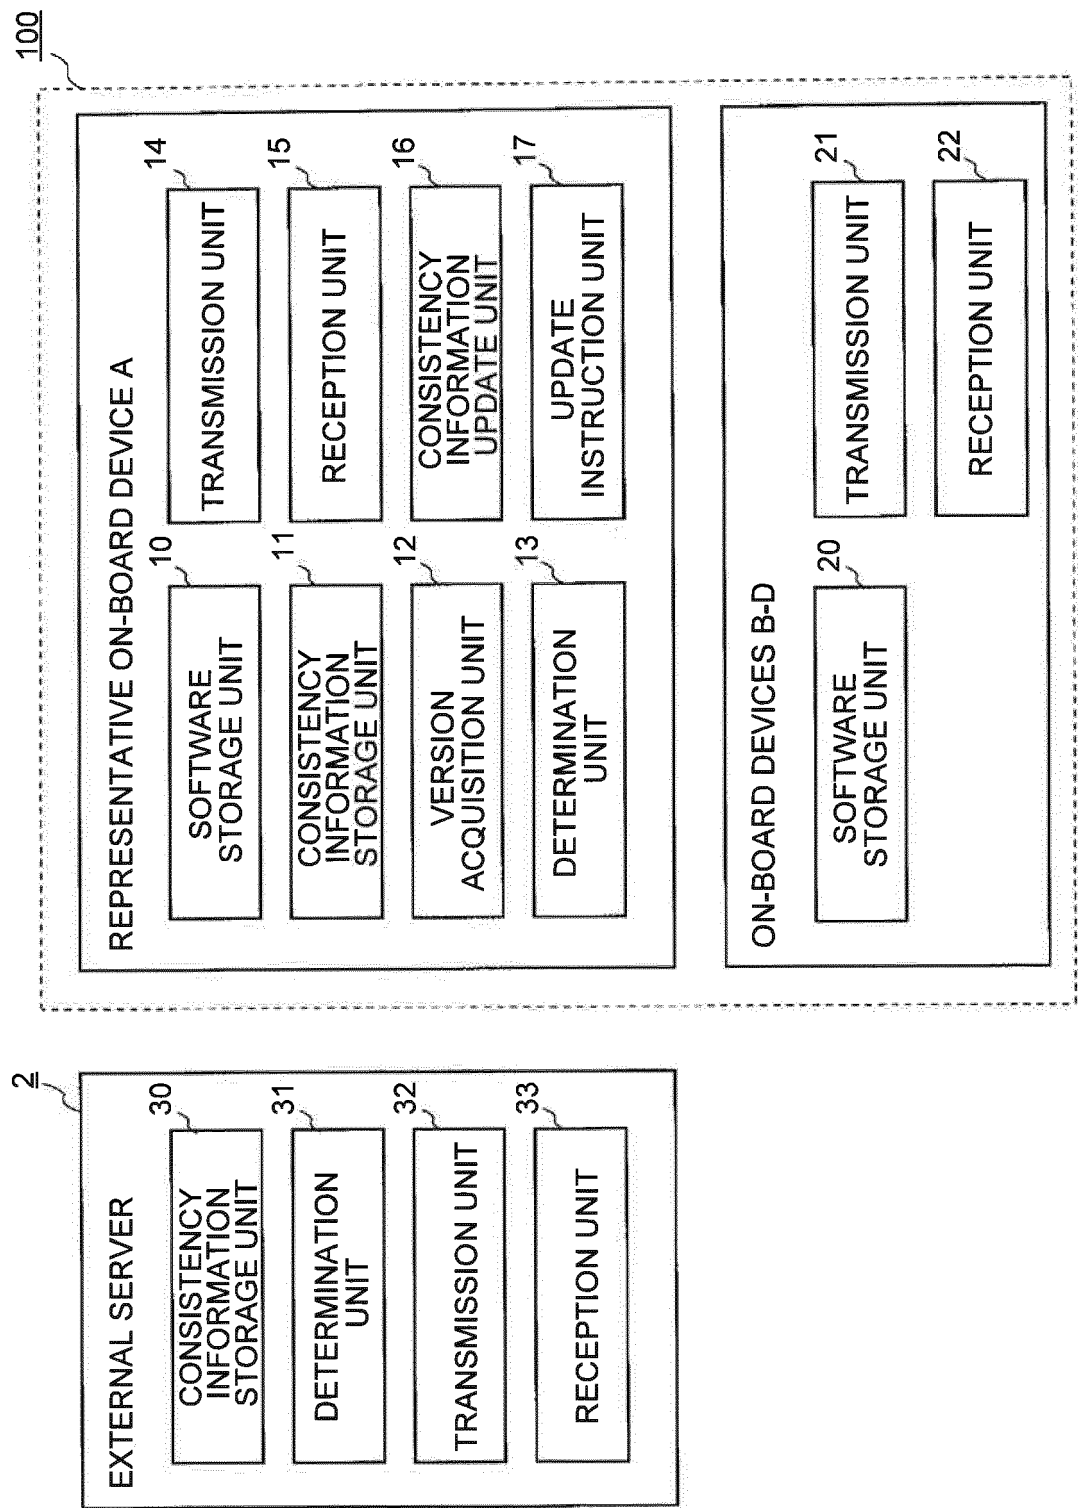 100
REPRESENTATIVE ON-BOARD DEVICE A
10
SOFTWARE
STORAGE UNIT
11
CONSISTENCY
INFORMATION
STORAGE UNIT
12
VERSION
ACQUISITION UNIT
13
DETERMINATION
UNIT
14
TRANSMISSION UNIT
15
RECEPTION UNIT
16
CONSISTENCY
INFORMATION
UPDATE UNIT
17
UPDATE
INSTRUCTION UNIT
ON-BOARD DEVICES B-D
20
SOFTWARE
STORAGE UNIT
21
TRANSMISSION UNIT
22
RECEPTION UNIT
2
EXTERNAL SERVER
30
CONSISTENCY
INFORMATION
STORAGE UNIT
31
DETERMINATION
UNIT
32
TRANSMISSION UNIT
33
RECEPTION UNIT